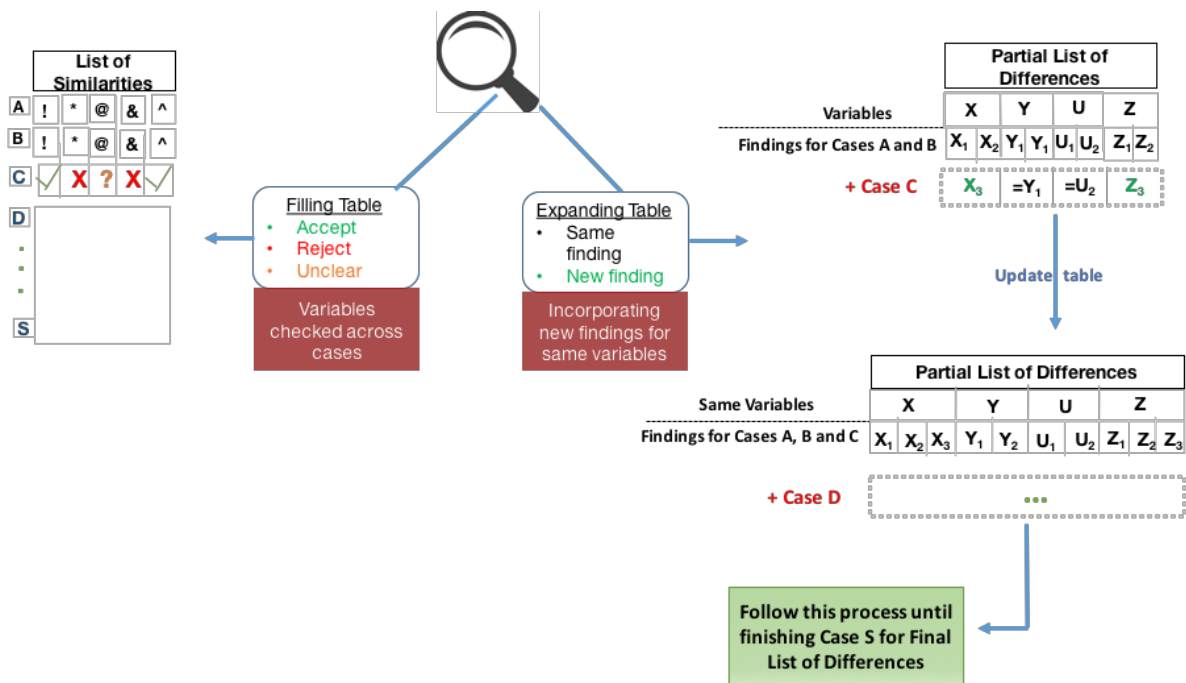 List of
Similarities
A ! * @ & ^
B ! * @ & ^
C ✓ X ? X ✓
D
S
Filling Table
• Accept
• Reject
• Unclear
Variables
checked across
cases
Expanding Table
• Same
finding
• New finding
Incorporating
new findings for
same variables
Partial List of
Differences
Variables X Y U Z
Findings for Cases A and B X₁ X₂ Y₁ Y₁ U₁ U₂ Z₁ Z₂
+ Case C X₃ =Y₁ =U₂ Z₃
Update table
Partial List of Differences
Same Variables X Y U Z
Findings for Cases A, B and C X₁ X₂ X₃ Y₁ Y₂ U₁ U₂ Z₁ Z₂ Z₃
+ Case D ...
Follow this process until
finishing Case S for Final
List of Differences